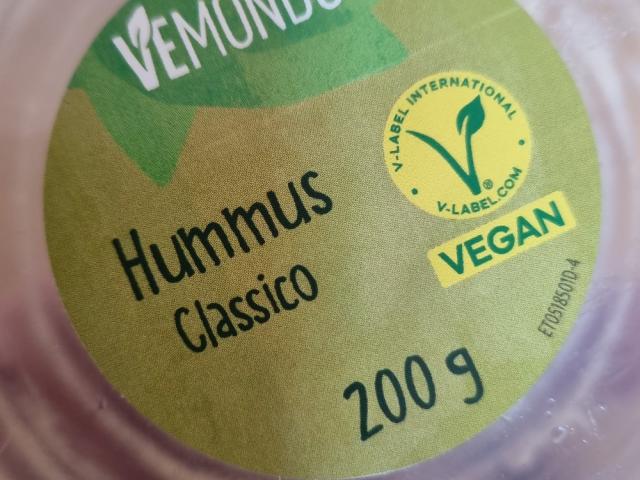 VEMONDO
V-LABEL INTERNATIONAL
V-LABEL.COM
®
VEGAN
Hummus
Classico
200 g
ET0518501D-4